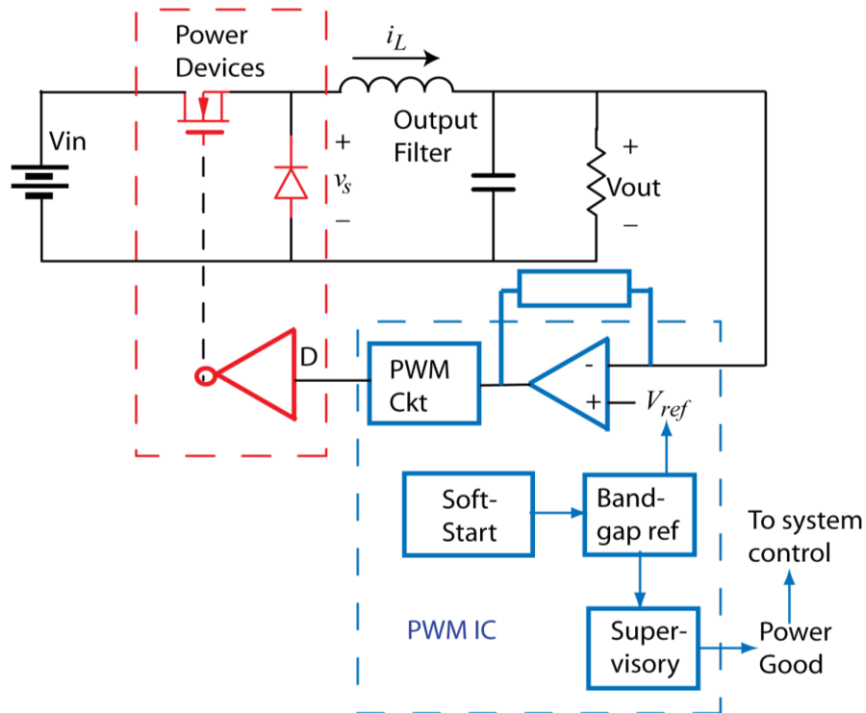 Power
Devices
i_L
Vin
+
v_s
−
Output
Filter
+
Vout
−
D
PWM
Ckt
-
+
V_ref
Soft-
Start
Band-
gap ref
To system
control
PWM IC
Super-
visory
Power
Good